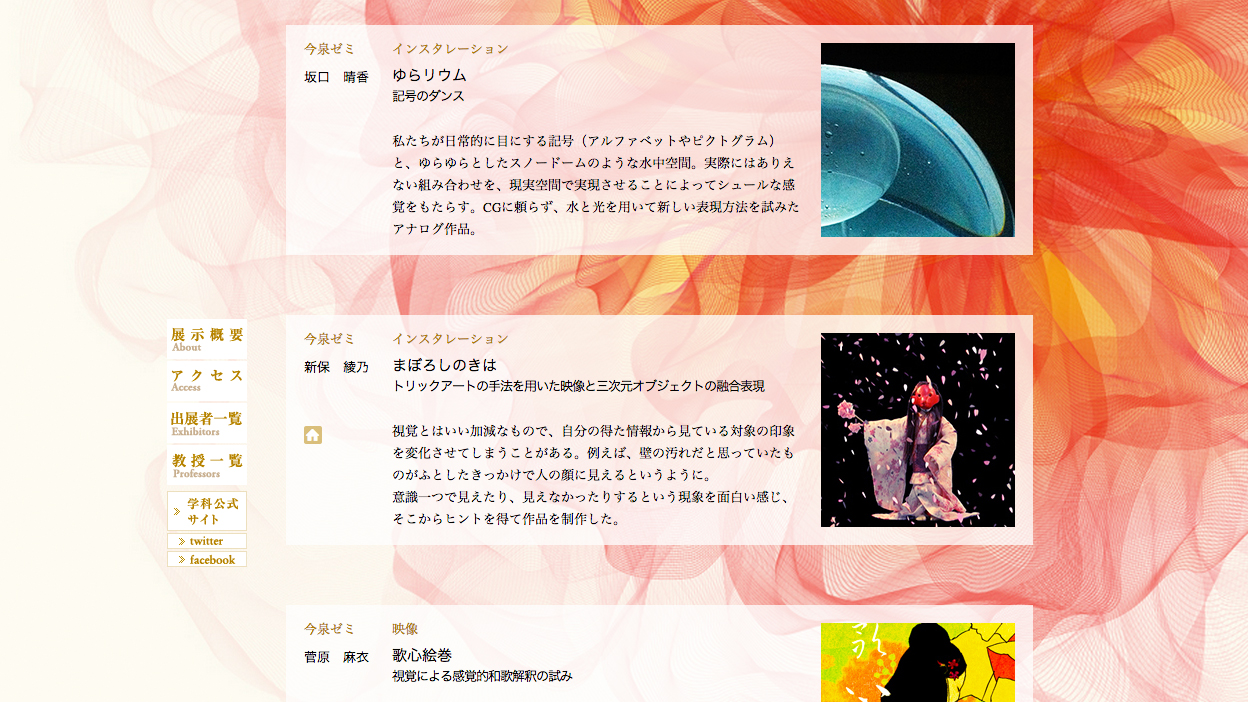 今泉ゼミ
インスタレーション
坂口 晴香
ゆらリウム
記号のダンス
私たちが日常的に目にする記号（アルファベットやピクトグラム）
と、ゆらゆらとしたスノードームのような水中空間。実際にはありえ
ない組み合わせを、現実空間で実現させることによってシュールな感
覚をもたらす。CGに頼らず、水と光を用いて新しい表現方法を試みた
アナログ作品。
展示概要
About
アクセス
Access
出展者一覧
Exhibitors
教授一覧
Professors
学科公式
サイト
twitter
facebook
今泉ゼミ
インスタレーション
新保 綾乃
まぼろしのきは
トリックアートの手法を用いた映像と三次元オブジェクトの融合表現
視覚とはいい加減なもので、自分の得た情報から見ている対象の印象
を変化させてしまうことがある。例えば、壁の汚れだと思っていたも
のがふとしたきっかけで人の顔に見えるというように。
意識一つで見えたり、見えなかったりするという現象を面白い感じ、
そこからヒントを得て作品を制作した。
今泉ゼミ
映像
菅原 麻衣
歌心絵巻
視覚による感覚的和歌解釈の試み